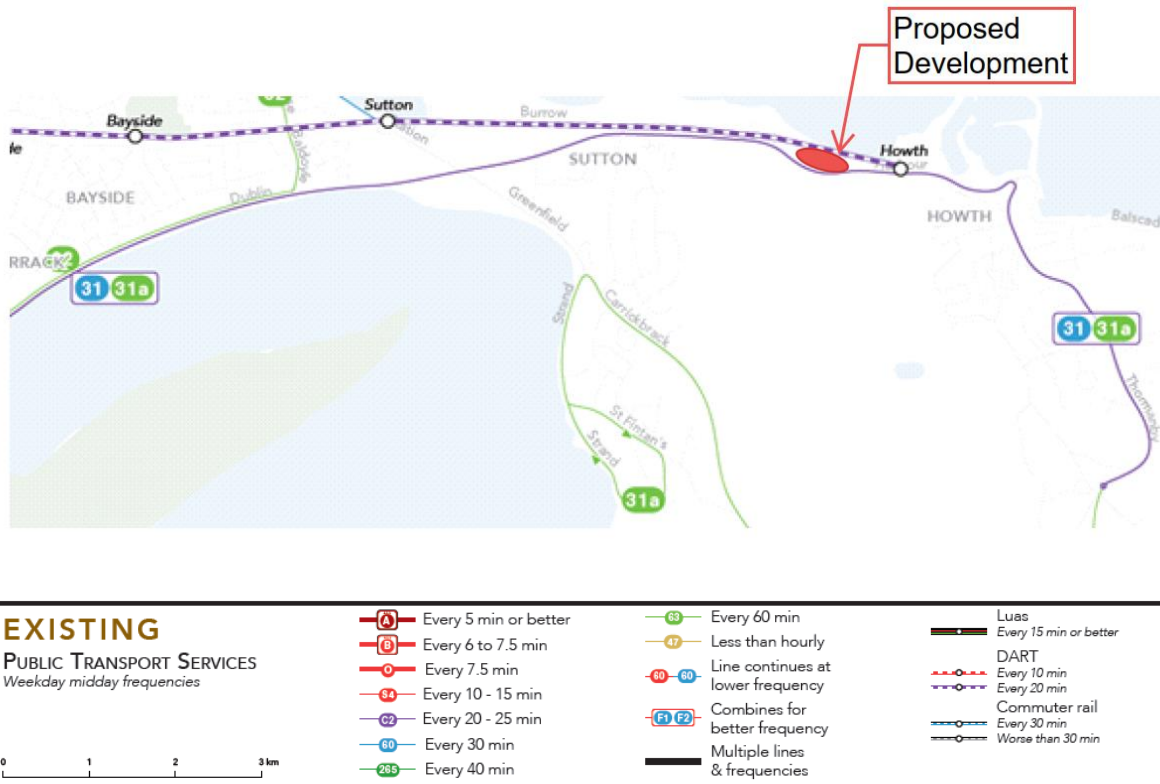 Proposed
Development
Sutton
Bayside
Burrow
Baldoyle
SUTTON
Howth
BAYSIDE
Dublin
Greenfield
HOWTH
Balscad
RRACK
31 31a
Strand
Carrickbrack
31 31a
Thormanby
St Fintan's
Strand
31a
EXISTING
PUBLIC TRANSPORT SERVICES
Weekday midday frequencies
0 1 2 3 km
A Every 5 min or better
B Every 6 to 7.5 min
O Every 7.5 min
S4 Every 10 - 15 min
C2 Every 20 - 25 min
60 Every 30 min
265 Every 40 min
63 Every 60 min
47 Less than hourly
60 60 Line continues at
lower frequency
F1 F2 Combines for
better frequency
Multiple lines
& frequencies
Luas
Every 15 min or better
DART
Every 10 min
Every 20 min
Commuter rail
Every 30 min
Worse than 30 min